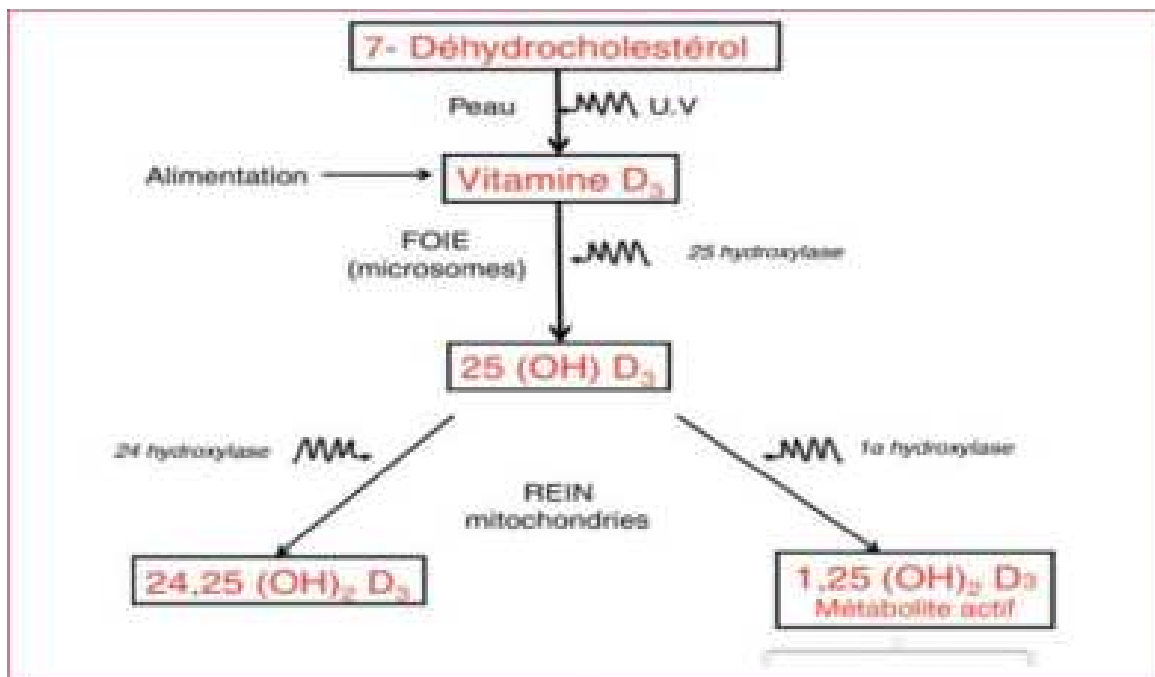 7- Déhydrocholestérol
Peau
U.V
Alimentation
Vitamine D₃
FOIE
(microsomes)
25 hydroxylase
25 (OH) D₃
24 hydroxylase
1α hydroxylase
REIN
mitochondries
24,25 (OH)₂ D₃
1,25 (OH)₂ D₃
Métabolite actif